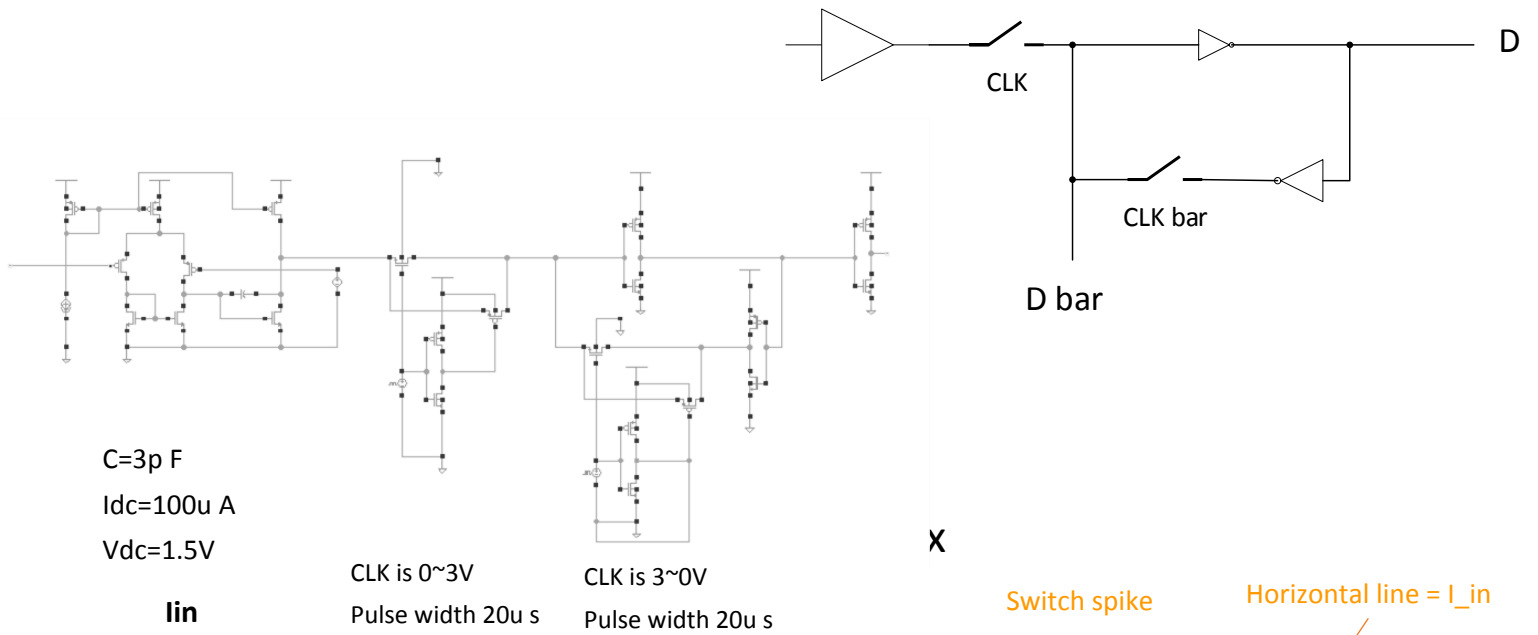 D
CLK
CLK bar
D bar
C=3p F
Idc=100u A
Vdc=1.5V
Iin
CLK is 0~3V
Pulse width 20u s
CLK is 3~0V
Pulse width 20u s
x
Switch spike
Horizontal line = I_in